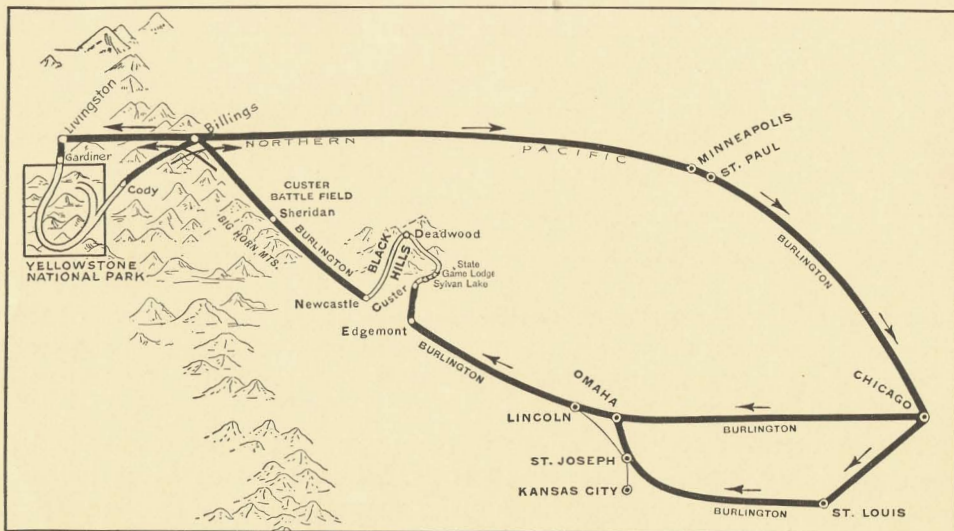 Livingston
Billings
Gardiner
NORTHERN
PACIFIC
MINNEAPOLIS
ST. PAUL
Cody
CUSTER
BATTLE FIELD
Sheridan
BIG HORN MTS.
BURLINGTON
BLACK
HILLS
Deadwood
State
Game Lodge
Sylvan Lake
YELLOWSTONE
NATIONAL PARK
Newcastle
Custer
Edgemont
BURLINGTON
BURLINGTON
OMAHA
CHICAGO
LINCOLN
BURLINGTON
ST. JOSEPH
KANSAS CITY
BURLINGTON
ST. LOUIS